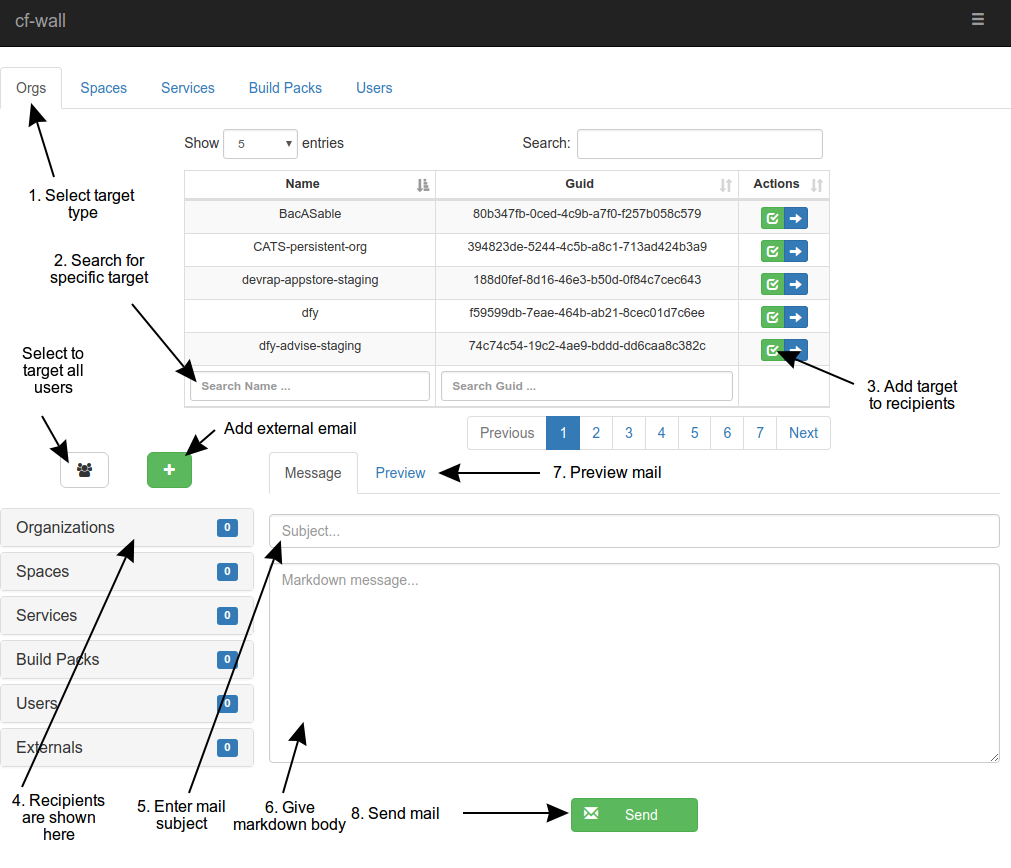 cf-wall
Orgs Spaces Services Build Packs Users
Show 5 entries Search:
Name Guid Actions
BacASable 80b347fb-0ced-4c9b-a7f0-f257b058c579
CATS-persistent-org 394823de-5244-4c5b-a8c1-713ad424b3a9
devrap-appstore-staging 188d0fef-8d16-46e3-b50d-0f84c7cec643
dfy f59599db-7eae-464b-ab21-8cec01d7c6ee
dfy-advise-staging 74c74c54-19c2-4ae9-bddd-dd6caa8c382c
Search Name ... Search Guid ...
Previous 1 2 3 4 5 6 7 Next
1. Select target
type
2. Search for
specific target
Select to
target all
users
3. Add target
to recipients
Add external email
Message Preview
7. Preview mail
Organizations 0
Spaces 0
Services 0
Build Packs 0
Users 0
Externals 0
Subject...
Markdown message...
4. Recipients
are shown
here
5. Enter mail
subject
6. Give
markdown body
8. Send mail
Send